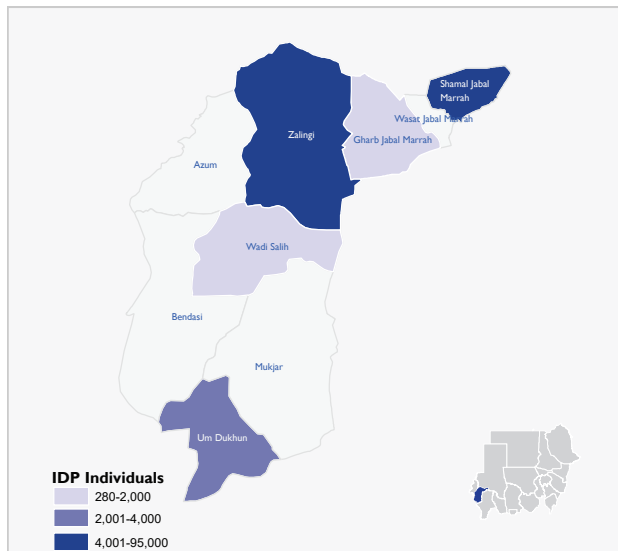 Shamal Jabal
Marrah
Wasat Jabal Marrah
Zalingi
Gharb Jabal Marrah
Azum
Wadi Salih
Bendasi
Mukjar
Um Dukhun
IDP Individuals
280-2,000
2,001-4,000
4,001-95,000